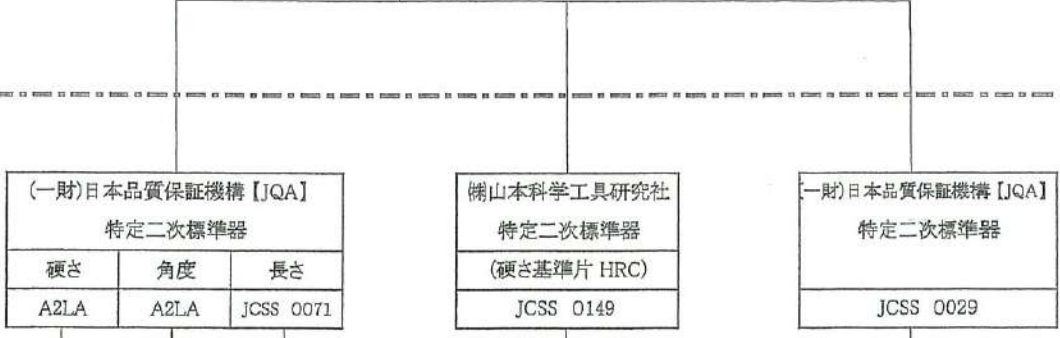 (一財)日本品質保証機構【JQA】
特定二次標準器
硬さ 角度 長さ
A2LA A2LA JCSS 0071
㈱山本科学工具研究社
特定二次標準器
(硬さ基準片 HRC)
JCSS 0149
(一財)日本品質保証機構【JQA】
特定二次標準器
JCSS 0029